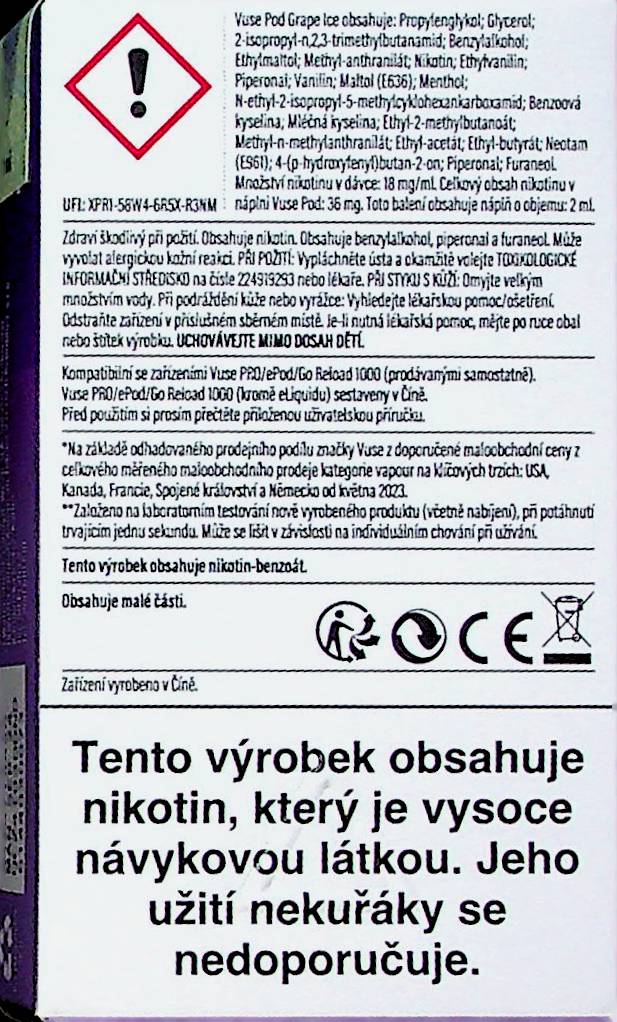 Vuse Pod Grape Ice obsahuje: Propylenglykol; Glycerol;
2-isopropyl-n,2,3-trimethylbutanamid; Benzylalkohol;
Ethylmaltol; Methyl-anthranilát; Nikotin; Ethylvanilin;
Piperonal; Vanilin; Maltol (E636); Menthol;
N-ethyl-2-isopropyl-5-methylcyklohexankarboxamid; Benzoová
kyselina; Mléčná kyselina; Ethyl-2-methylbutanoát;
Methyl-n-methylanthranilát; Ethyl-acetát; Ethyl-butyrát; Neotam
(E961); 4-(p-hydroxyfenyl)butan-2-on; Piperonal; Furaneol.
Množství nikotinu v dávce: 18 mg/ml. Celkový obsah nikotinu v
náplni Vuse Pod: 36 mg. Toto balení obsahuje náplň o objemu: 2 ml.
UFI: XPR1-58W4-6R5X-R3NM
Zdraví škodlivý při požití. Obsahuje nikotin. Obsahuje benzylalkohol, piperonal a furaneol. Může
vyvolat alergickou kožní reakci. PŘI POŽITÍ: Vypláchněte ústa a okamžitě volejte TOXIKOLOGICKÉ
INFORMAČNÍ STŘEDISKO na čísle 224919293 nebo lékaře. PŘI STYKU S KŮŽÍ: Omyjte velkým
množstvím vody. Při podráždění kůže nebo vyrážce: Vyhledejte lékařskou pomoc/ošetření.
Odstraňte zařízení v příslušném sběrném místě. Je-li nutná lékařská pomoc, mějte po ruce obal
nebo štítek výrobku. UCHOVÁVEJTE MIMO DOSAH DĚTÍ.
Kompatibilní se zařízeními Vuse PRO/ePod/Go Reload 1000 (prodávanými samostatně).
Vuse PRO/ePod/Go Reload 1000 (kromě eLiquidu) sestaveny v Číně.
Před použitím si prosím přečtěte přiloženou uživatelskou příručku.
*Na základě odhadovaného prodejního podílu značky Vuse z doporučené maloobchodní ceny z
celkového měřeného maloobchodního prodeje kategorie vapour na klíčových trzích: USA,
Kanada, Francie, Spojené království a Německo od května 2023.
**Založeno na laboratorním testování nově vyrobeného produktu (včetně nabíjení), při potáhnutí
trvajícím jednu sekundu. Může se lišit v závislosti na individuálním chování při užívání.
Tento výrobek obsahuje nikotin-benzoát.
Obsahuje malé části.
CE
Zařízení vyrobeno v Číně.
Tento výrobek obsahuje
nikotin, který je vysoce
návykovou látkou. Jeho
užití nekuřáky se
nedoporučuje.